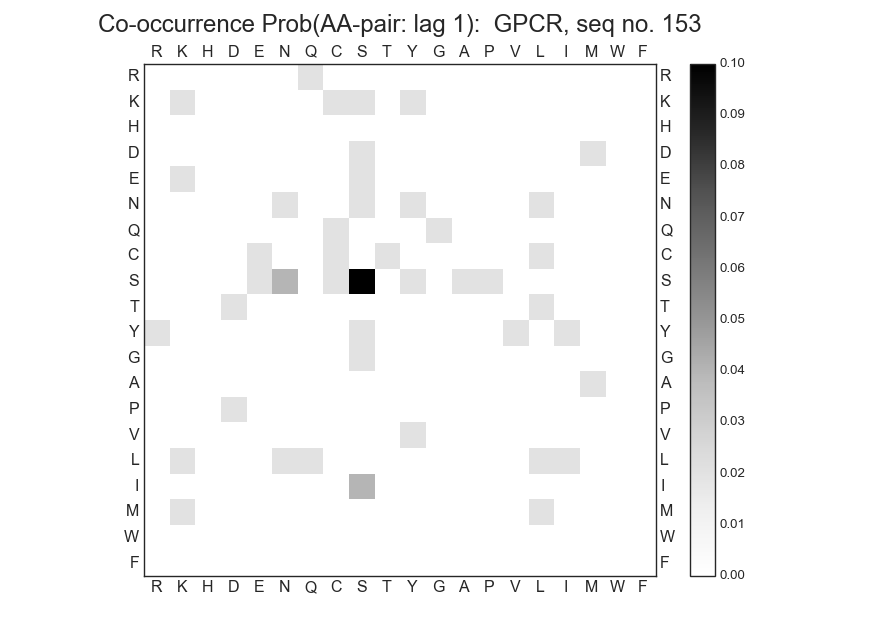 Co-occurrence Prob(AA-pair: lag 1):  GPCR, seq no. 153
R K H D E N Q C S T Y G A P V L I M W F
R R
K K
H H
D D
E E
N N
Q Q
C C
S S
T T
Y Y
G G
A A
P P
V V
L L
I I
M M
W W
F F
R K H D E N Q C S T Y G A P V L I M W F
0.10
0.09
0.08
0.07
0.06
0.05
0.04
0.03
0.02
0.01
0.00